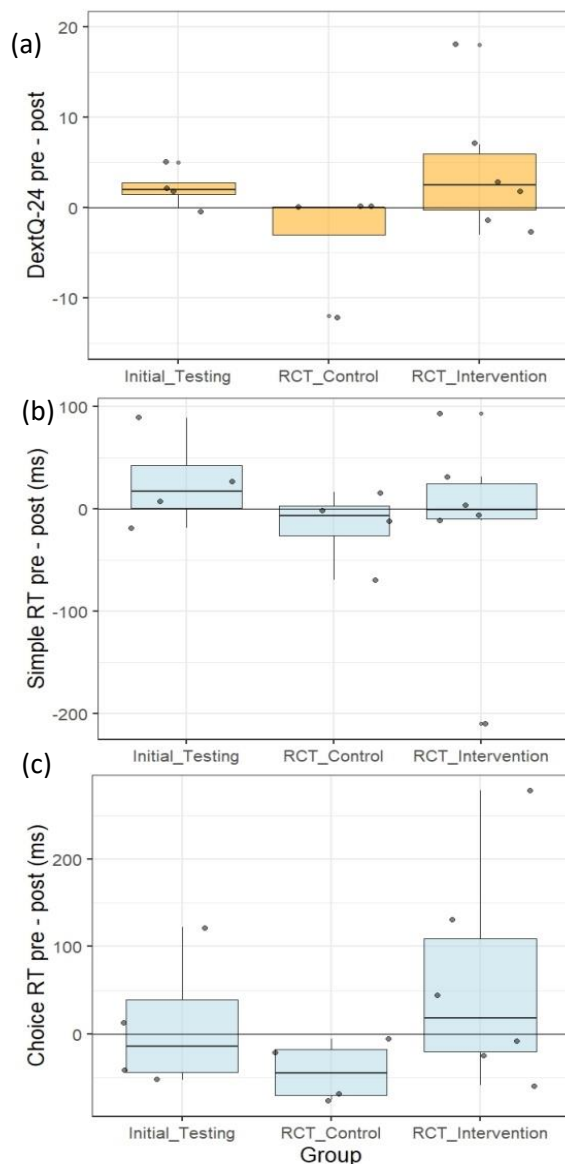 (a)
DextQ-24 pre - post
20
10
0
-10
Initial_Testing RCT_Control RCT_Intervention
(b)
Simple RT pre - post (ms)
100
0
-100
-200
Initial_Testing RCT_Control RCT_Intervention
(c)
Choice RT pre - post (ms)
200
100
0
Initial_Testing RCT_Control RCT_Intervention
Group